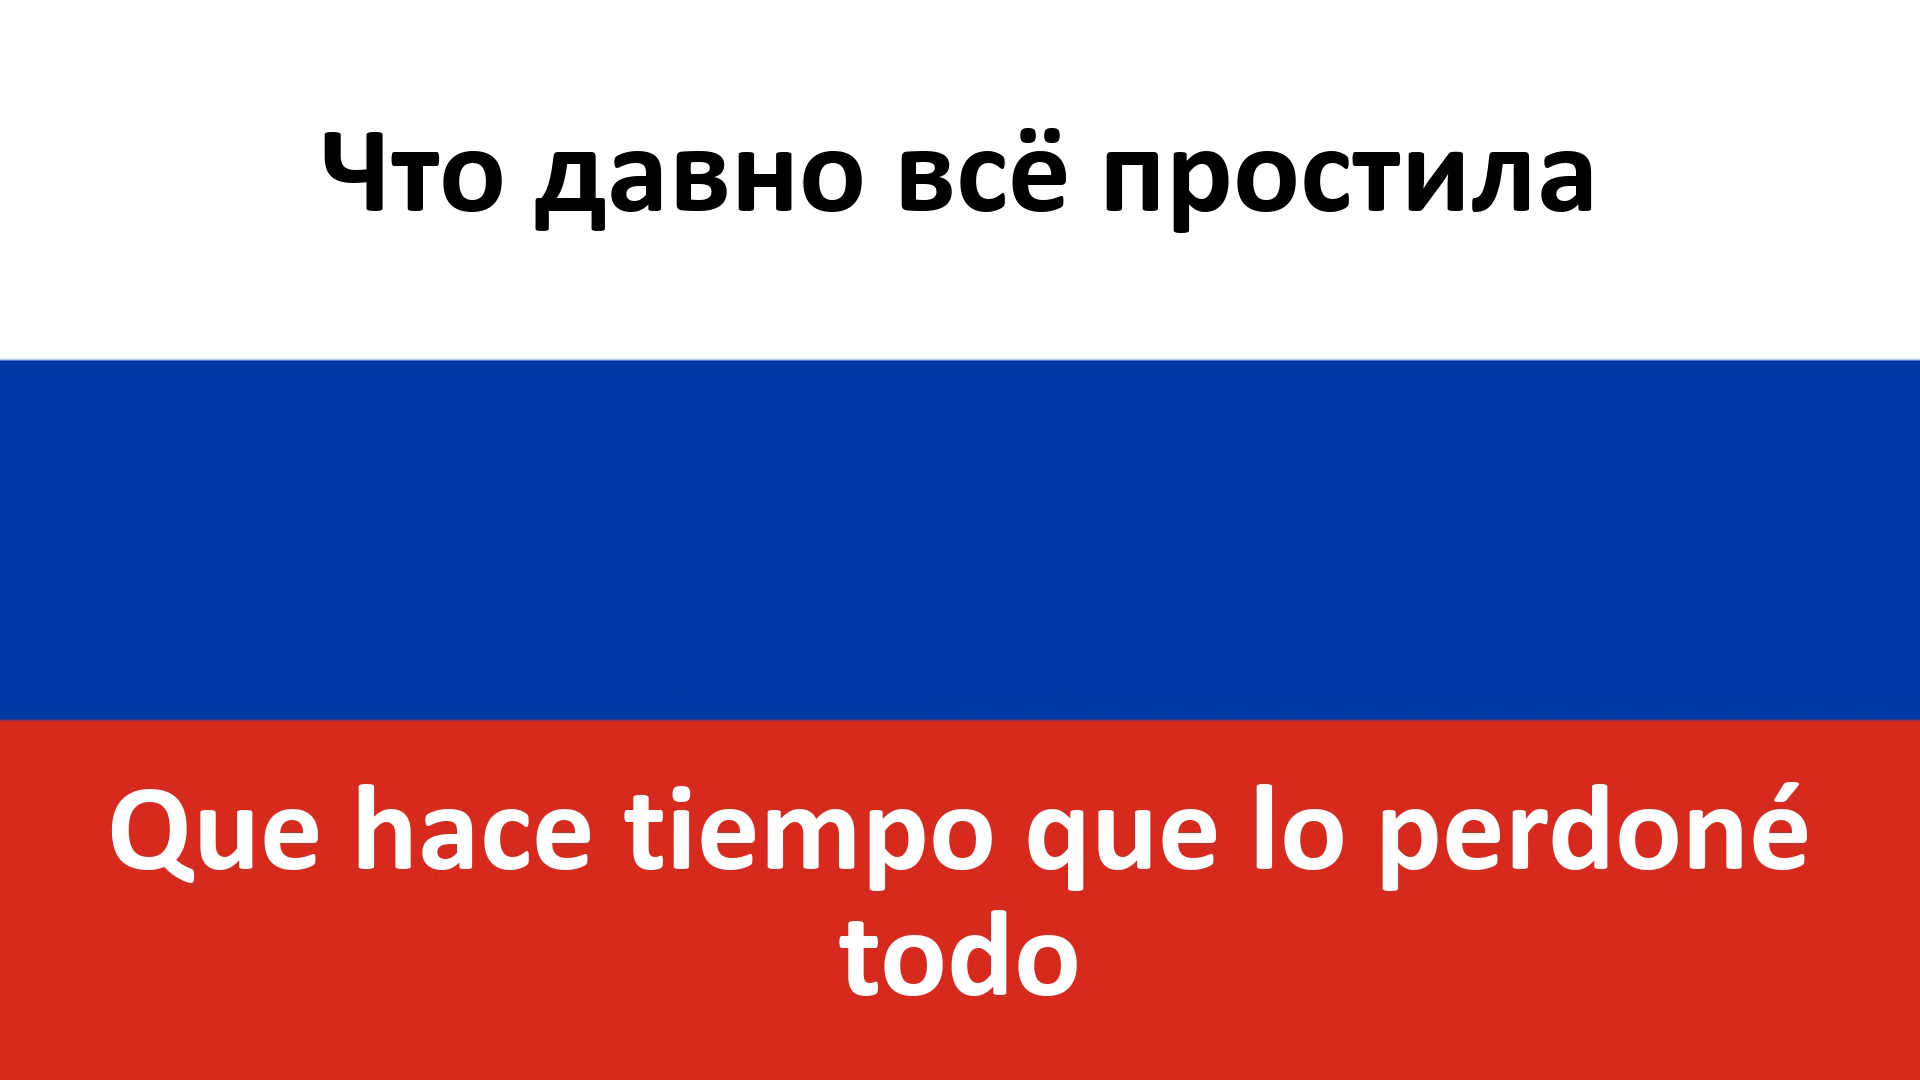 Что давно всё простила
Que hace tiempo que lo perdoné
todo